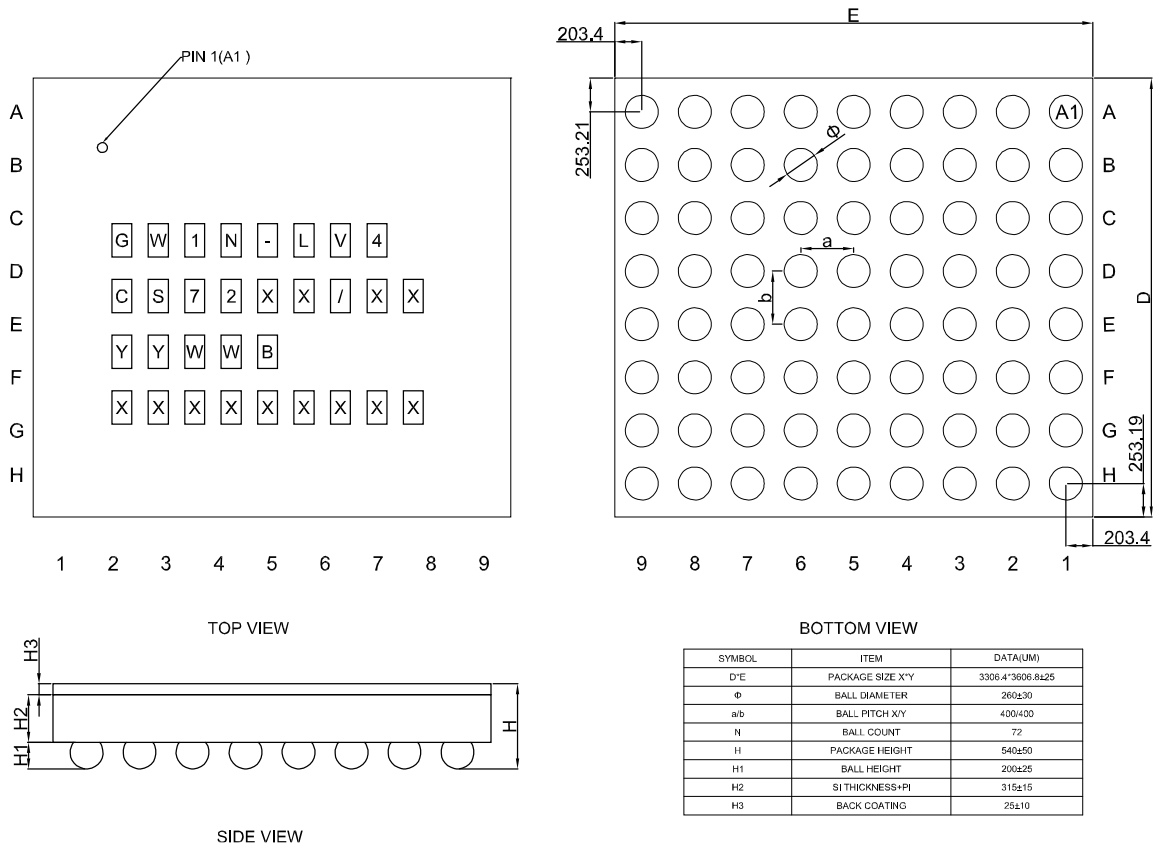 E
203.4
PIN 1(A1 )
A
B
C
D
E
F
G
H
G W 1 N - L V 4
C S 7 2 X X / X X
Y Y W W B
X X X X X X X X X
1 2 3 4 5 6 7 8 9
TOP VIEW
253.21
A1
Φ
a
b
A
B
C
D
E
F
G
H
D
253.19
203.4
9 8 7 6 5 4 3 2 1
BOTTOM VIEW
H3
H2
H1
H
SIDE VIEW
SYMBOL ITEM DATA(UM)
D*E PACKAGE SIZE X*Y 3306.4*3606.8±25
Φ BALL DIAMETER 260±30
a/b BALL PITCH X/Y 400/400
N BALL COUNT 72
H PACKAGE HEIGHT 540±50
H1 BALL HEIGHT 200±25
H2 SI THICKNESS+PI 315±15
H3 BACK COATING 25±10